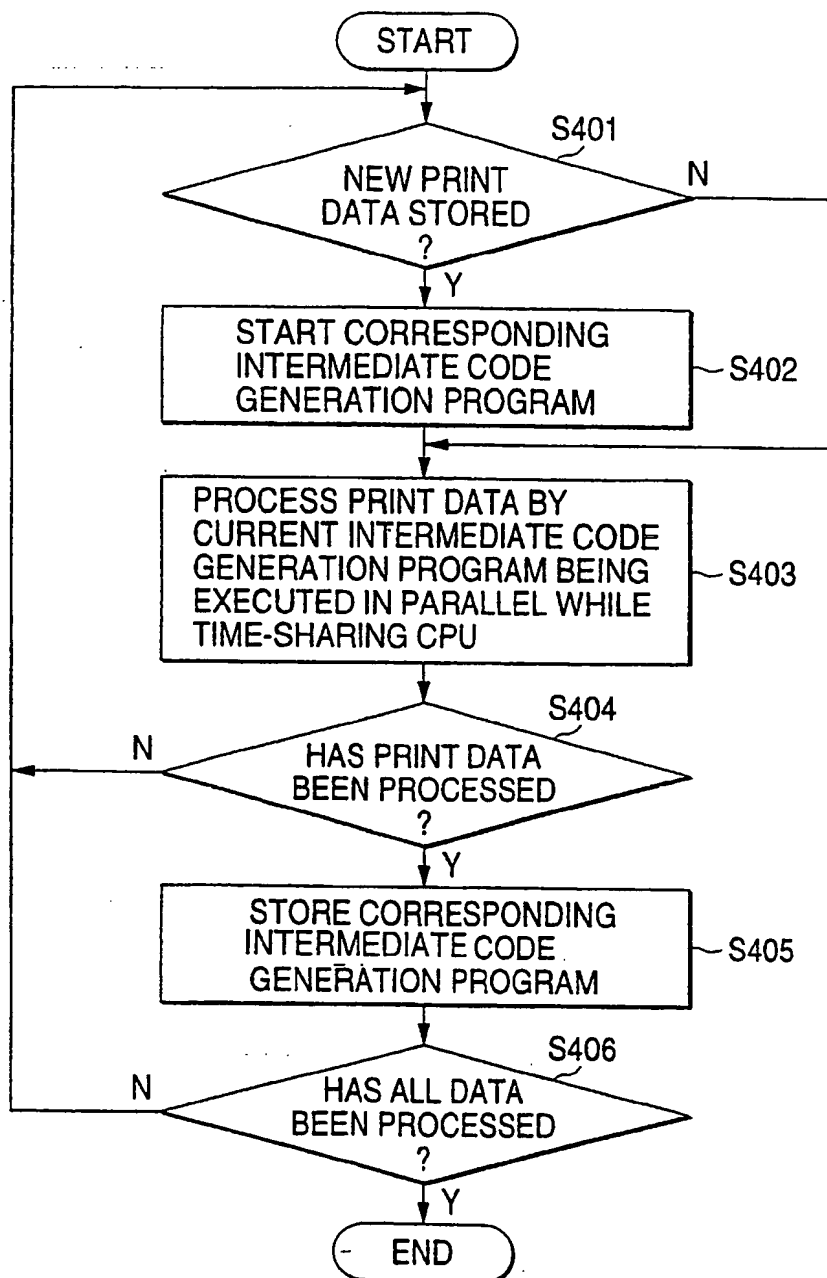 START
S401
NEW PRINT
DATA STORED
?
N
Y
START CORRESPONDING
INTERMEDIATE CODE
GENERATION PROGRAM
S402
PROCESS PRINT DATA BY
CURRENT INTERMEDIATE CODE
GENERATION PROGRAM BEING
EXECUTED IN PARALLEL WHILE
TIME-SHARING CPU
S403
S404
N
HAS PRINT DATA
BEEN PROCESSED
?
Y
STORE CORRESPONDING
INTERMEDIATE CODE
GENERATION PROGRAM
S405
S406
N
HAS ALL DATA
BEEN PROCESSED
?
Y
END